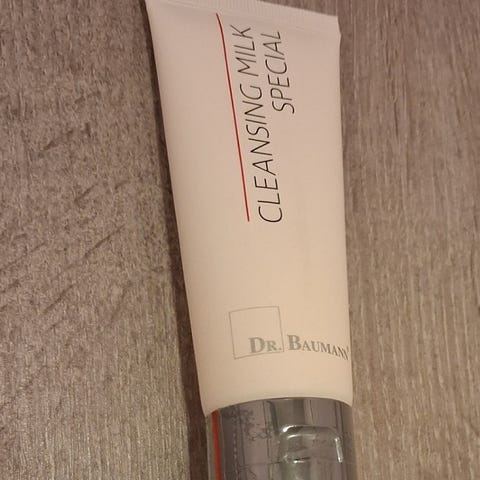 CLEANSING MILK
SPECIAL
DR. BAUMANN®